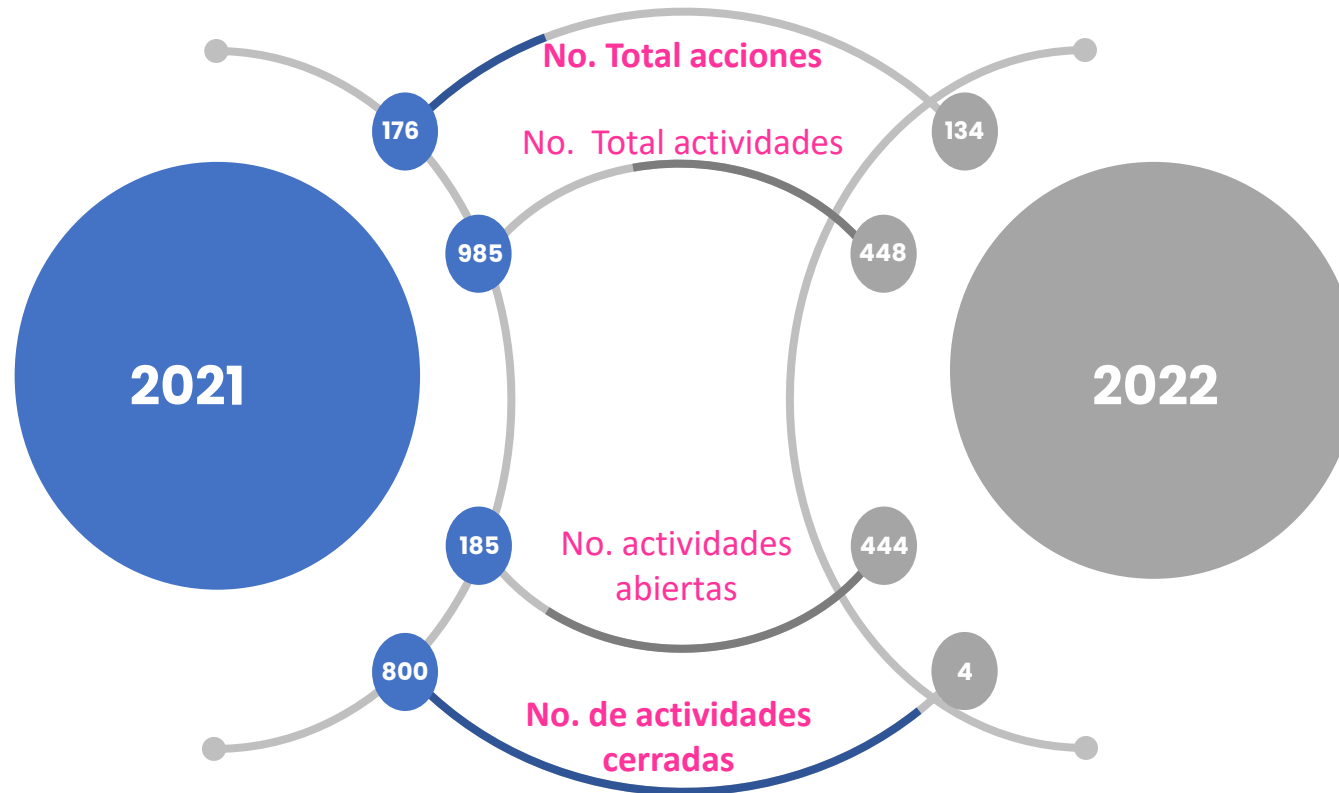 No. Total acciones
176
134
No. Total actividades
985
448
2021
2022
185
No. actividades
abiertas
444
800
4
No. de actividades
cerradas